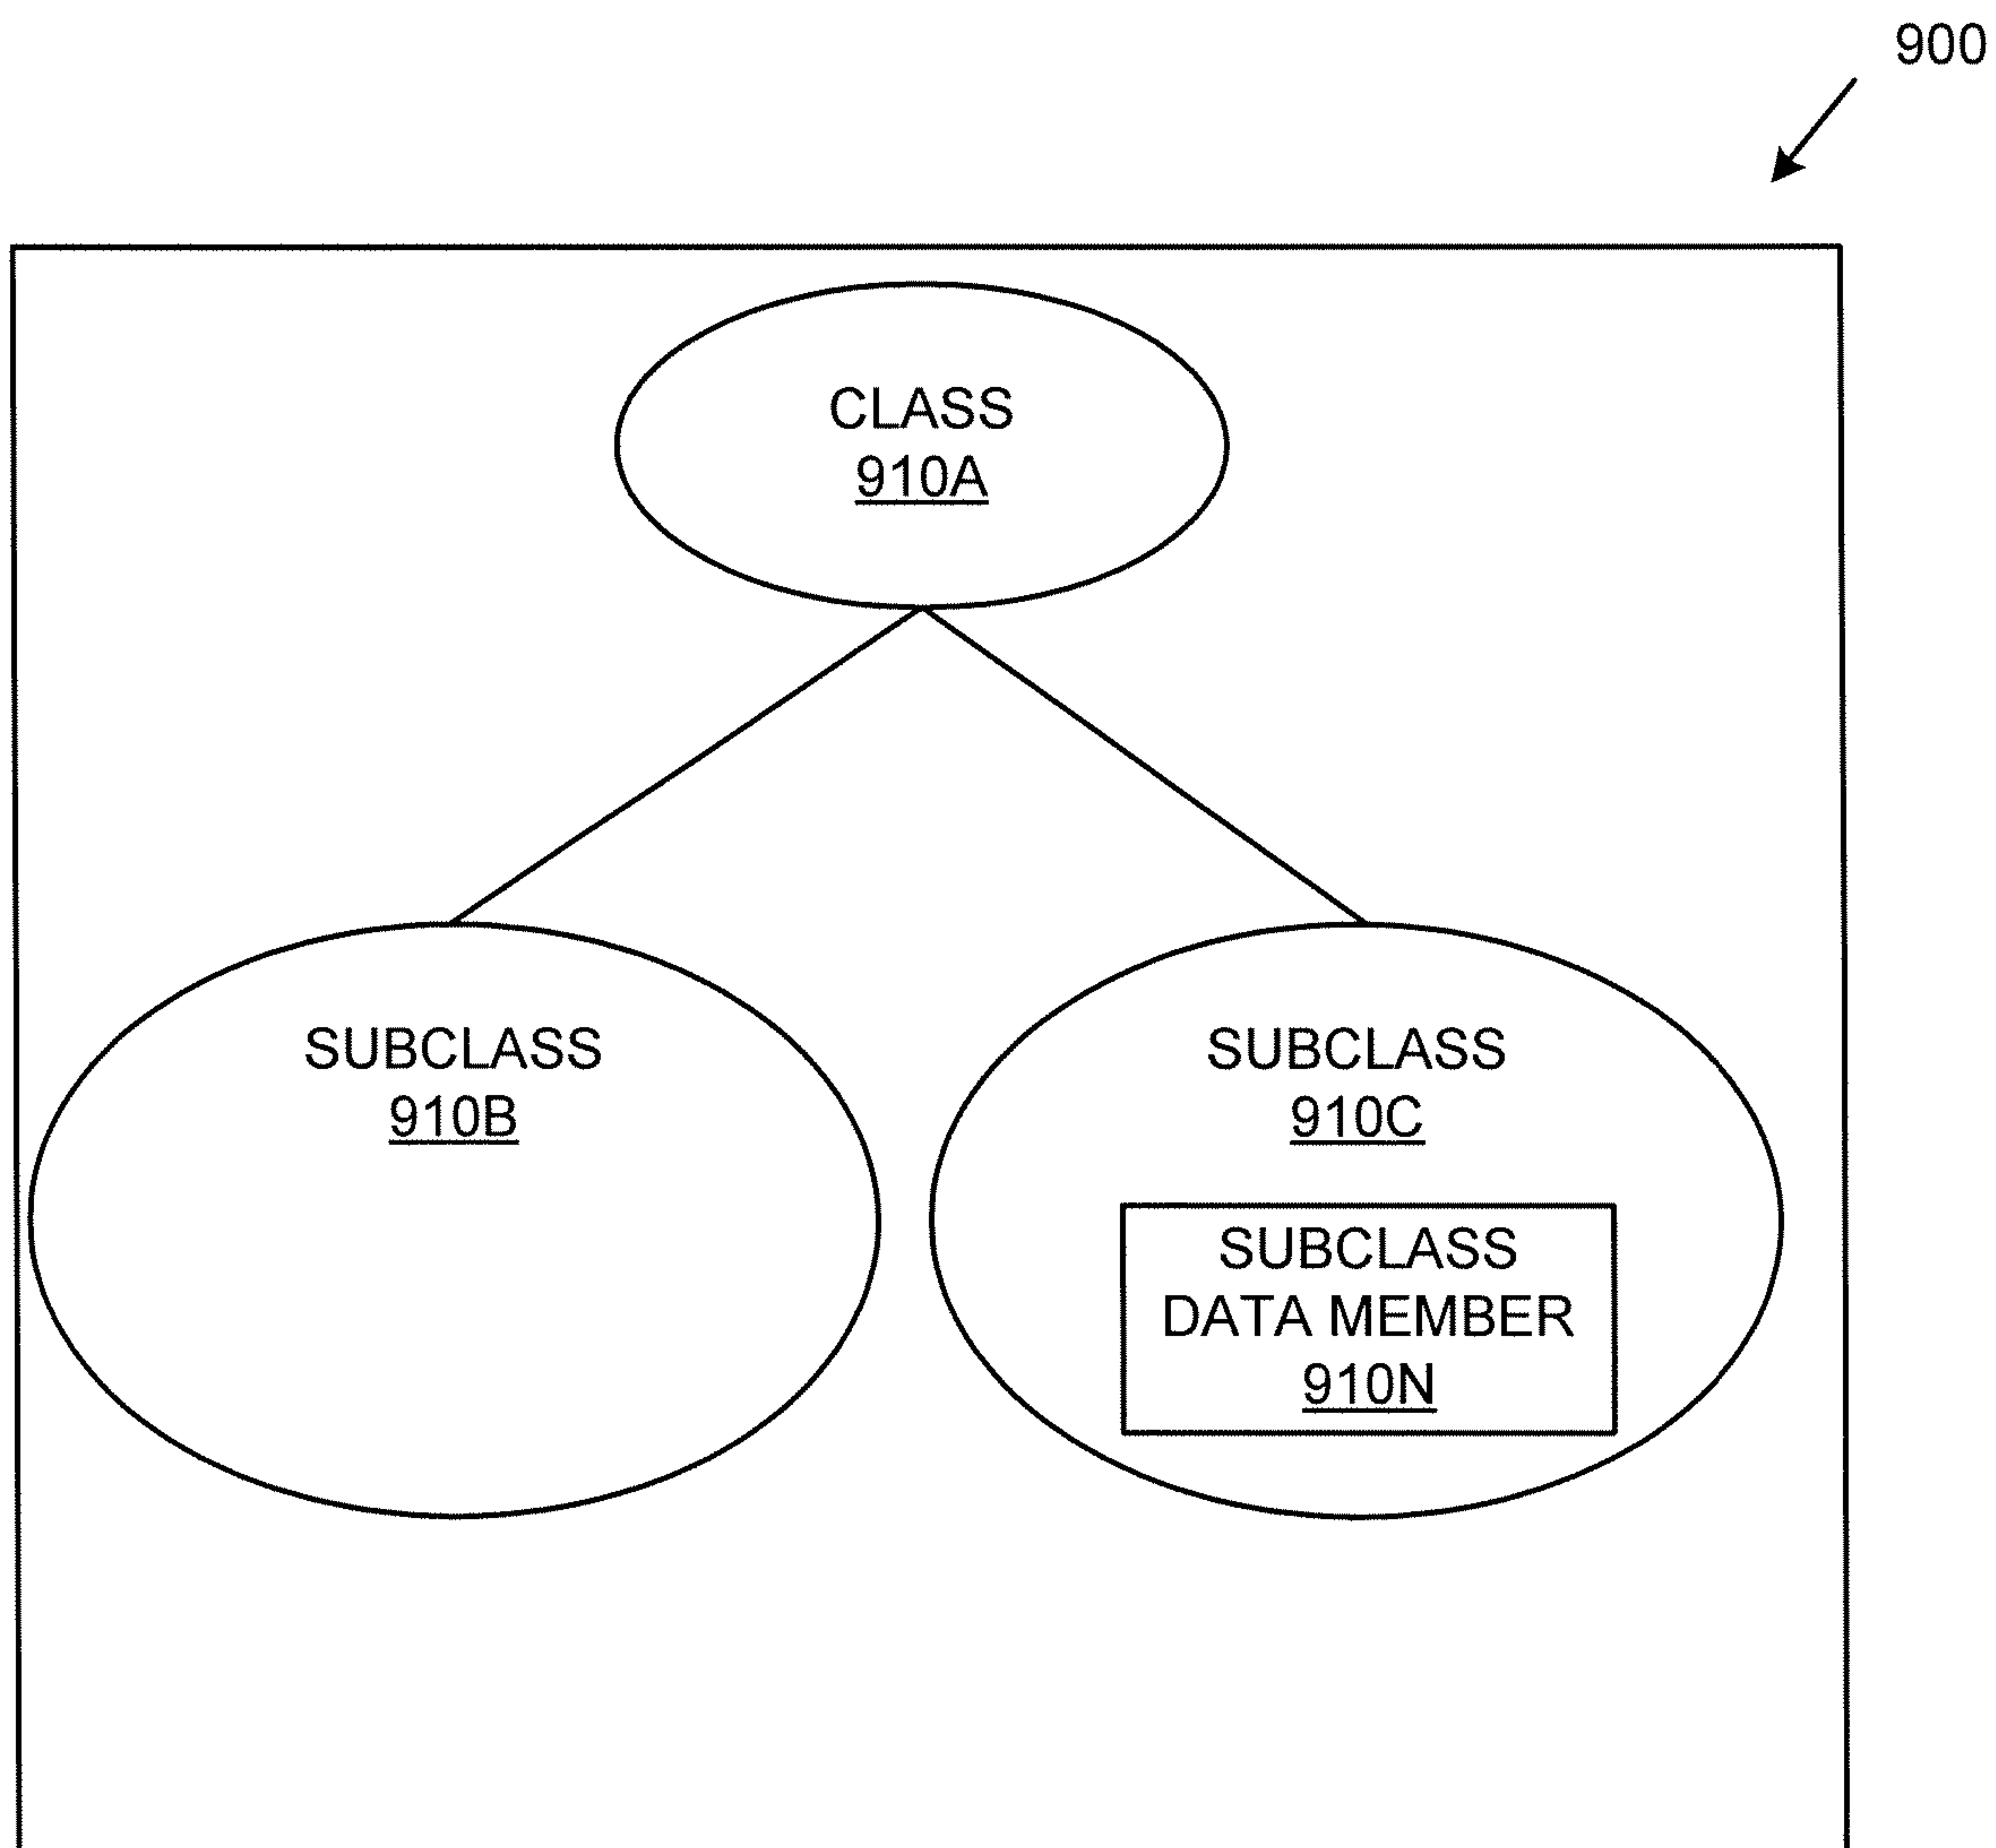 900
CLASS
910A
SUBCLASS
910B
SUBCLASS
910C
SUBCLASS
DATA MEMBER
910N